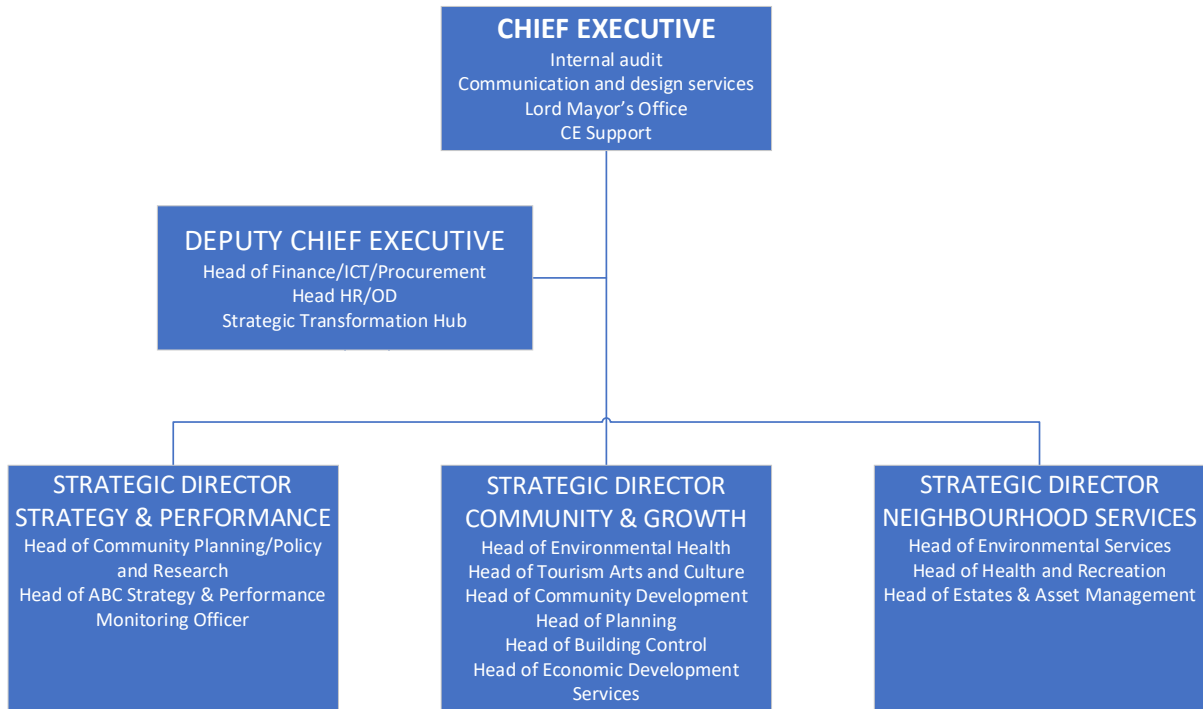 CHIEF EXECUTIVE
Internal audit
Communication and design services
Lord Mayor’s Office
CE Support
DEPUTY CHIEF EXECUTIVE
Head of Finance/ICT/Procurement
Head HR/OD
Strategic Transformation Hub
STRATEGIC DIRECTOR
STRATEGY & PERFORMANCE
Head of Community Planning/Policy
and Research
Head of ABC Strategy & Performance
Monitoring Officer
STRATEGIC DIRECTOR
COMMUNITY & GROWTH
Head of Environmental Health
Head of Tourism Arts and Culture
Head of Community Development
Head of Planning
Head of Building Control
Head of Economic Development
Services
STRATEGIC DIRECTOR
NEIGHBOURHOOD SERVICES
Head of Environmental Services
Head of Health and Recreation
Head of Estates & Asset Management